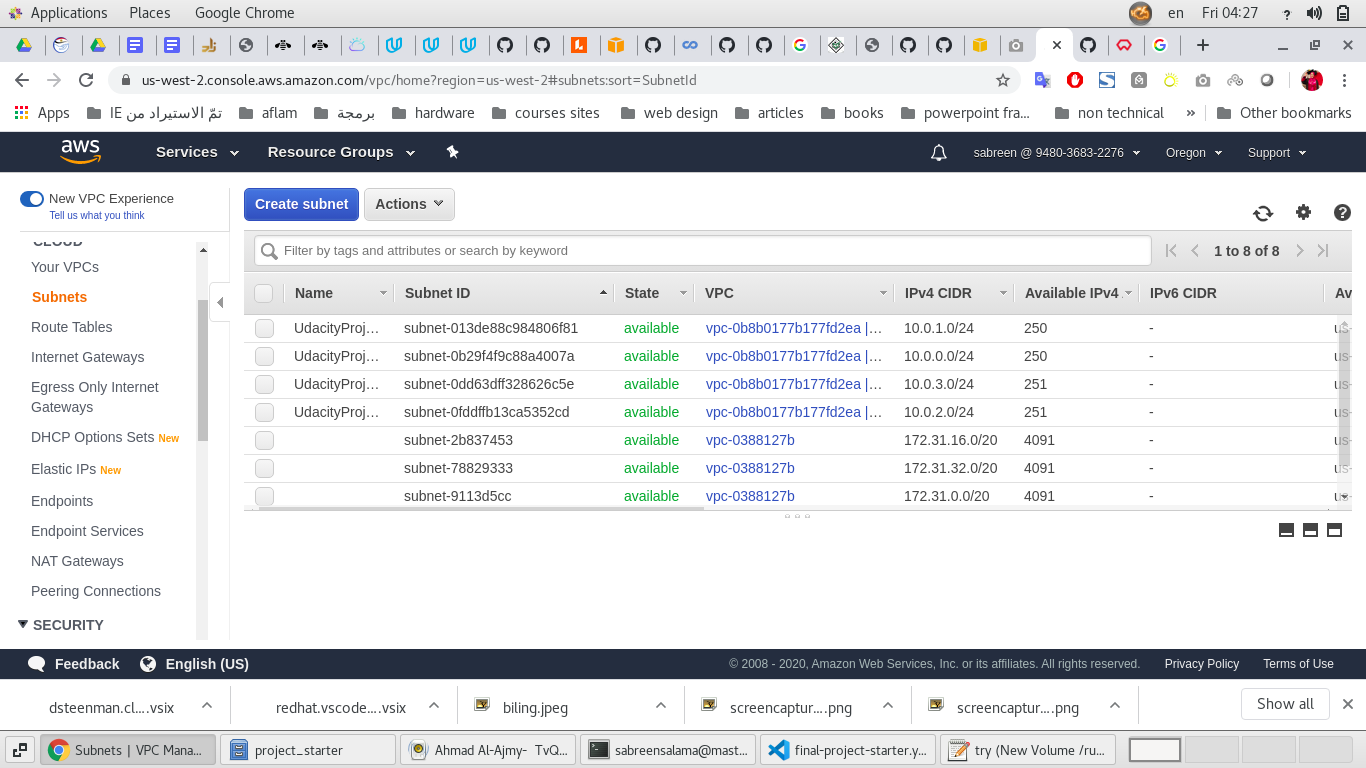 Applications Places Google Chrome en Fri 04:27
us-west-2.console.aws.amazon.com/vpc/home?region=us-west-2#subnets:sort=SubnetId
Apps IE تمّ الاستيراد من aflam برمجة hardware courses sites web design articles books powerpoint fra... non technical » Other bookmarks
aws Services Resource Groups sabreen @ 9480-3683-2276 Oregon Support
New VPC Experience
Tell us what you think
Create subnet Actions
CLOUD
Your VPCs
Subnets
Route Tables
Internet Gateways
Egress Only Internet
Gateways
DHCP Options Sets New
Elastic IPs New
Endpoints
Endpoint Services
NAT Gateways
Peering Connections
SECURITY
Filter by tags and attributes or search by keyword 1 to 8 of 8
Name Subnet ID State VPC IPv4 CIDR Available IPv4 IPv6 CIDR Av
UdacityProj... subnet-013de88c984806f81 available vpc-0b8b0177b177fd2ea |... 10.0.1.0/24 250 - us-
UdacityProj... subnet-0b29f4f9c88a4007a available vpc-0b8b0177b177fd2ea |... 10.0.0.0/24 250 - us-
UdacityProj... subnet-0dd63dff328626c5e available vpc-0b8b0177b177fd2ea |... 10.0.3.0/24 251 - us-
UdacityProj... subnet-0fddffb13ca5352cd available vpc-0b8b0177b177fd2ea |... 10.0.2.0/24 251 - us-
subnet-2b837453 available vpc-0388127b 172.31.16.0/20 4091 - us-
subnet-78829333 available vpc-0388127b 172.31.32.0/20 4091 - us-
subnet-9113d5cc available vpc-0388127b 172.31.0.0/20 4091 - us-
Feedback English (US) © 2008 - 2020, Amazon Web Services, Inc. or its affiliates. All rights reserved. Privacy Policy Terms of Use
dsteenman.cl....vsix redhat.vscode....vsix biling.jpeg screencaptur....png screencaptur....png Show all
Subnets | VPC Mana... project_starter Ahmad Al-Ajmy- TvQ... sabreensalama@mast... final-project-starter.y... try (New Volume /ru...